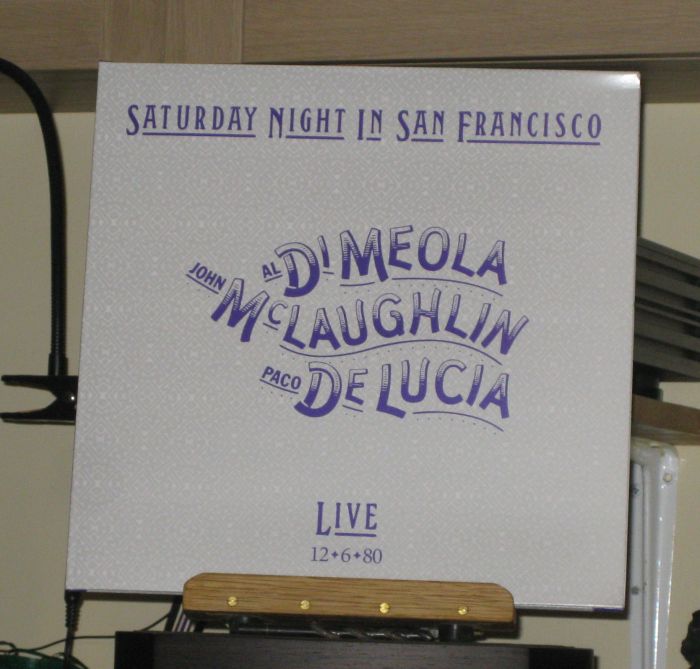 SATURDAY NIGHT IN SAN FRANCISCO
AL DI MEOLA
JOHN MCLAUGHLIN
PACO DE LUCIA
LIVE
12✦6✦80